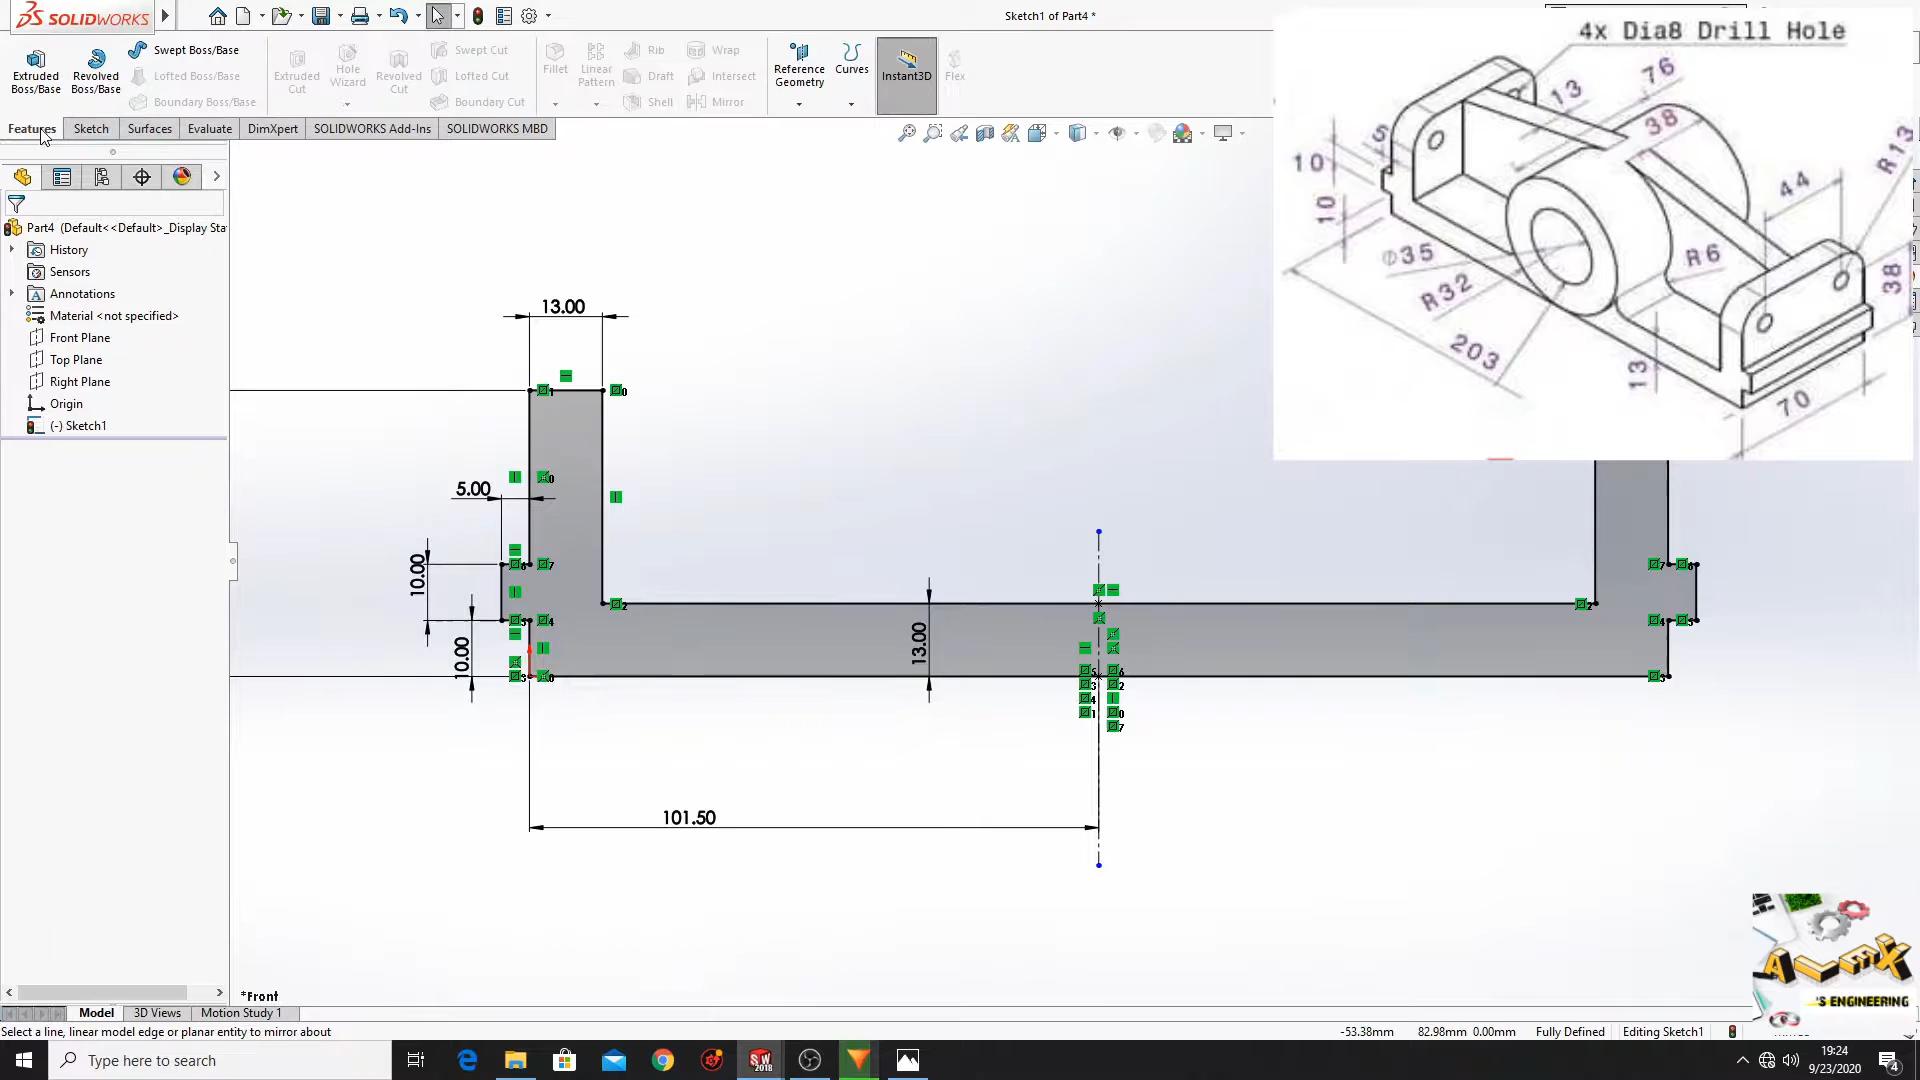 SOLIDWORKS
Sketch1 of Part4 *
Extruded Boss/Base
Revolved Boss/Base
Swept Boss/Base
Lofted Boss/Base
Boundary Boss/Base
Extruded Cut
Hole Wizard
Revolved Cut
Swept Cut
Lofted Cut
Boundary Cut
Fillet
Linear Pattern
Rib
Draft
Shell
Wrap
Intersect
Mirror
Reference Geometry
Curves
Instant3D
Flex
Features
Sketch
Surfaces
Evaluate
DimXpert
SOLIDWORKS Add-Ins
SOLIDWORKS MBD
Part4 (Default<<Default>_Display Sta
History
Sensors
Annotations
Material <not specified>
Front Plane
Top Plane
Right Plane
Origin
(-) Sketch1
4x Dia8 Drill Hole
76
13
38
5
10
10
R13
44
Φ35
R6
R32
38
203
13
70
13.00
5.00
10.00
10.00
13.00
101.50
*Front
ALEX
'S ENGINEERING
Model
3D Views
Motion Study 1
Select a line, linear model edge or planar entity to mirror about
-53.38mm
82.98mm
0.00mm
Fully Defined
Editing Sketch1
Type here to search
SW
2018
19:24
9/23/2020
4